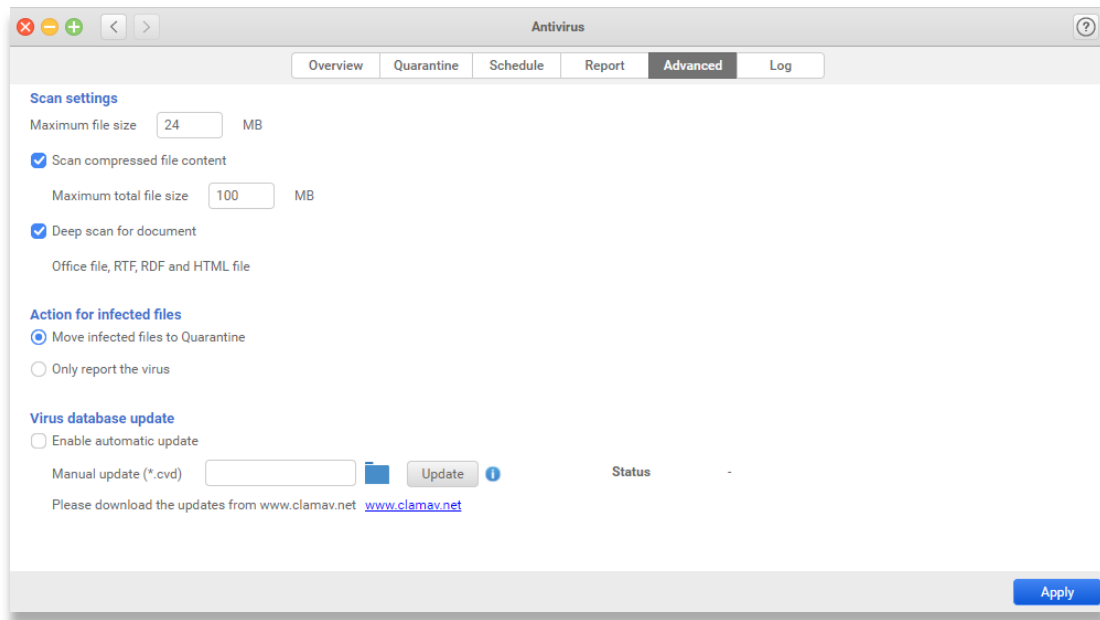 Antivirus
?
Overview Quarantine Schedule Report Advanced Log
Scan settings
Maximum file size 24 MB
Scan compressed file content
Maximum total file size 100 MB
Deep scan for document
Office file, RTF, RDF and HTML file
Action for infected files
Move infected files to Quarantine
Only report the virus
Virus database update
Enable automatic update
Manual update (*.cvd) Update i Status -
Please download the updates from www.clamav.net www.clamav.net
Apply